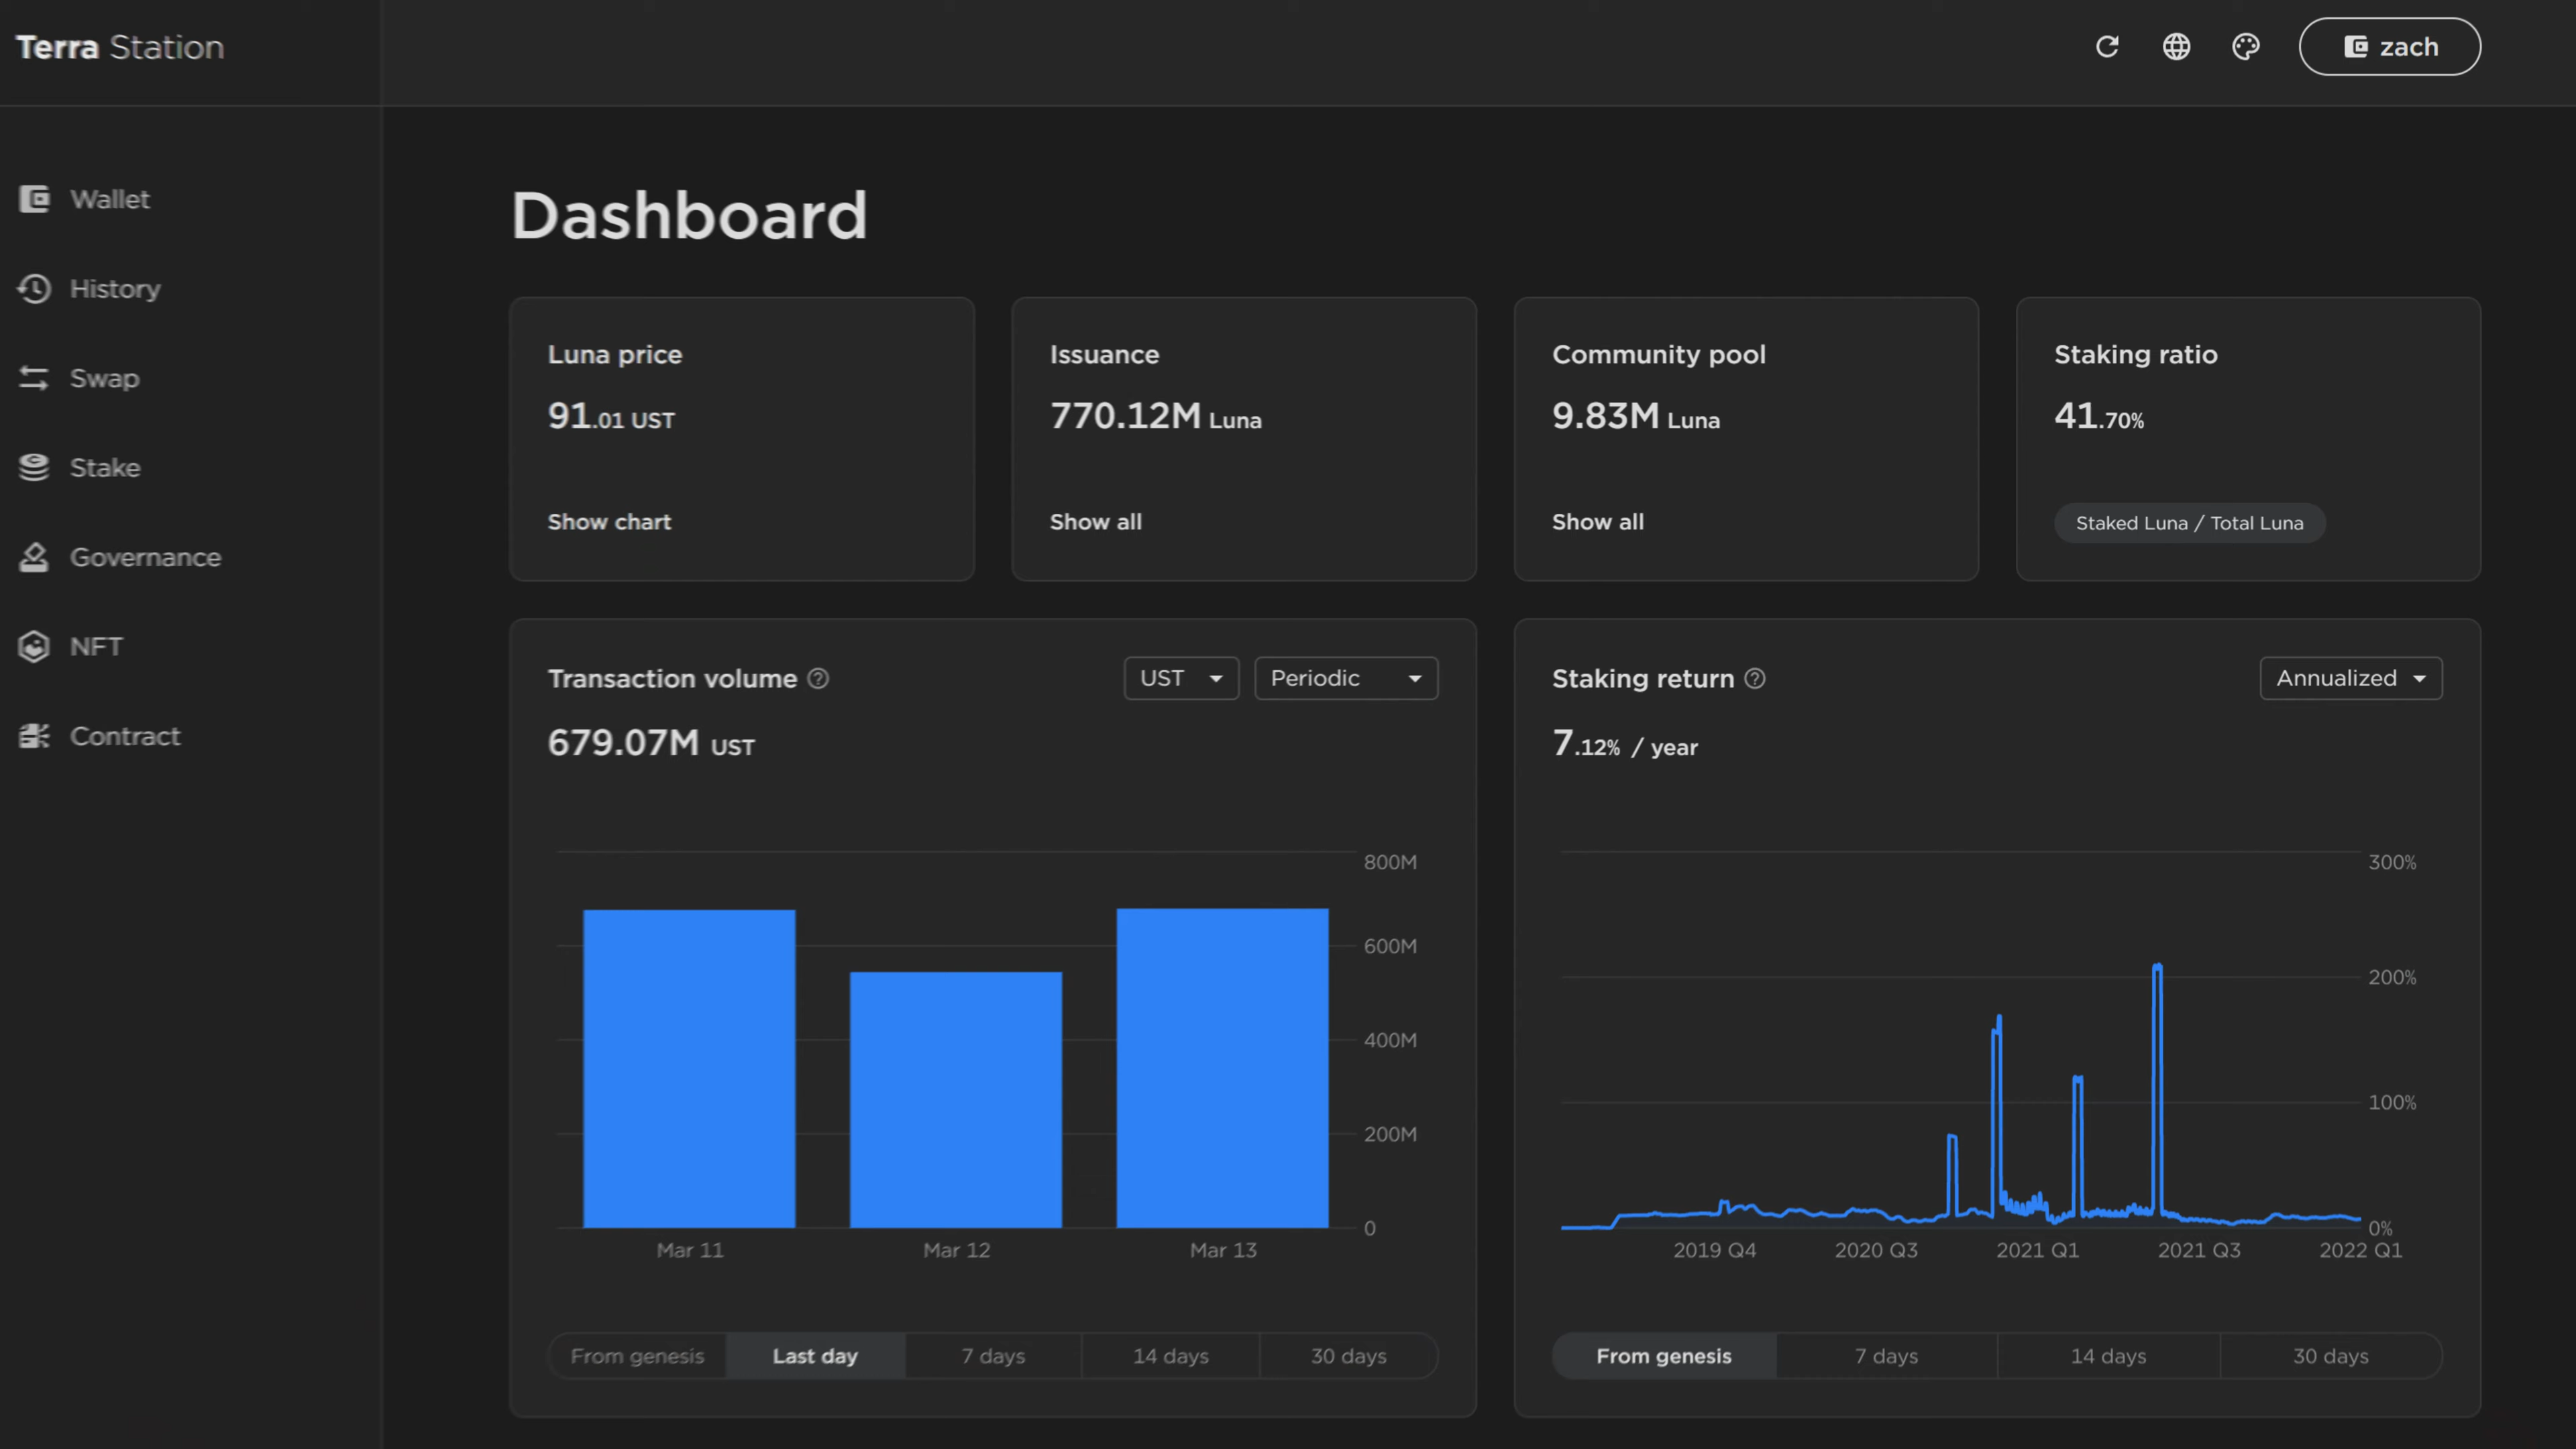 Terra Station
zach
Wallet
History
Swap
Stake
Governance
NFT
Contract
Dashboard
Luna price
91.01 UST
Show chart
Issuance
770.12M Luna
Show all
Community pool
9.83M Luna
Show all
Staking ratio
41.70%
Staked Luna / Total Luna
Transaction volume ?
UST
Periodic
679.07M UST
800M
600M
400M
200M
0
Mar 11 Mar 12 Mar 13
From genesis Last day 7 days 14 days 30 days
Staking return ?
Annualized
7.12% / year
300%
200%
100%
0%
2019 Q4 2020 Q3 2021 Q1 2021 Q3 2022 Q1
From genesis 7 days 14 days 30 days